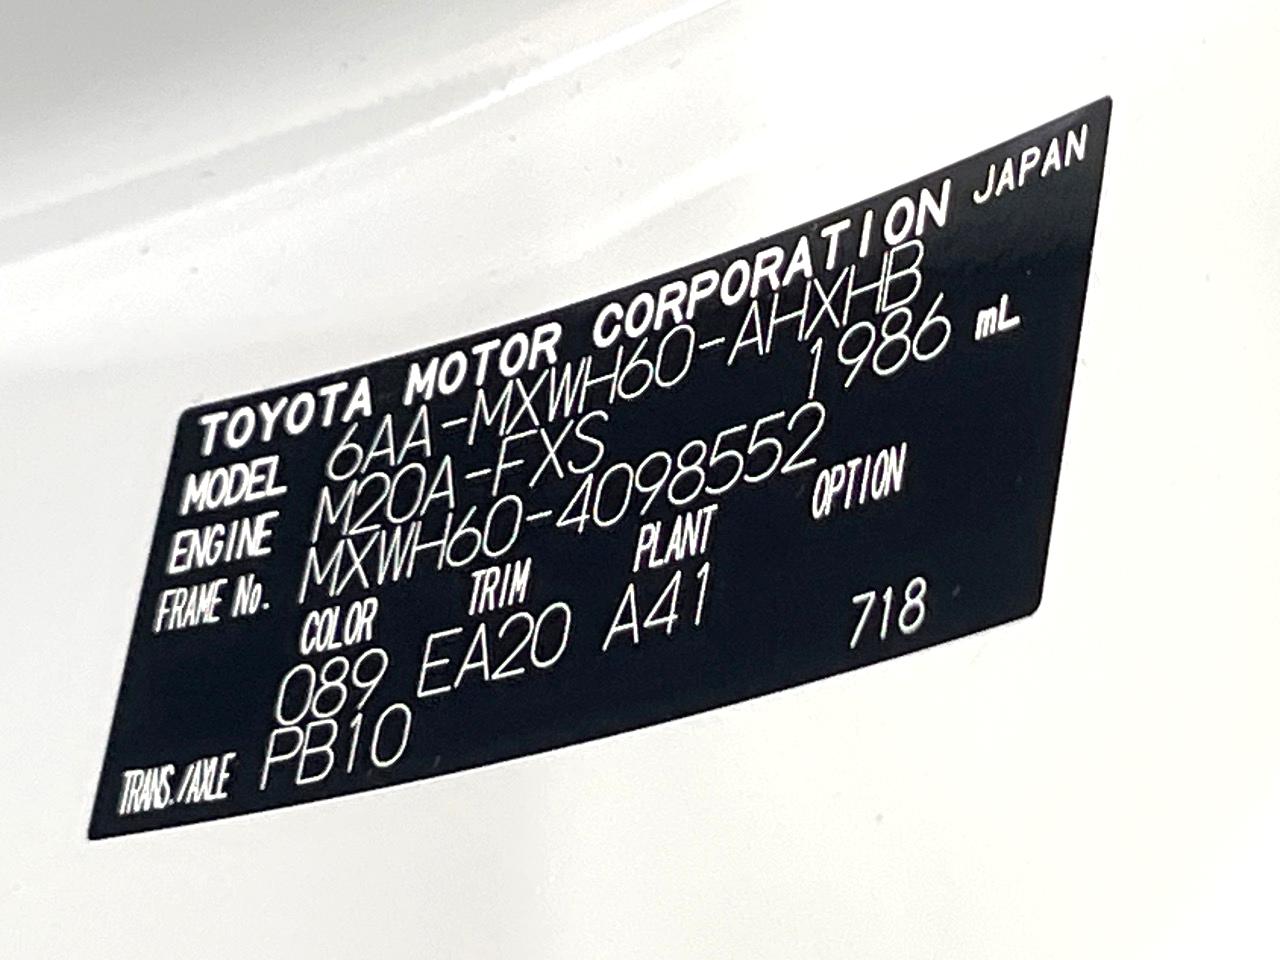 TOYOTA MOTOR CORPORATION JAPAN
MODEL 6AA-MXWH60-AHXHB
ENGINE M20A-FXS 1986 mL
FRAME No. MXWH60-4098552
COLOR TRIM PLANT OPTION
089 EA20 A41
TRANS./AXLE PB10 718